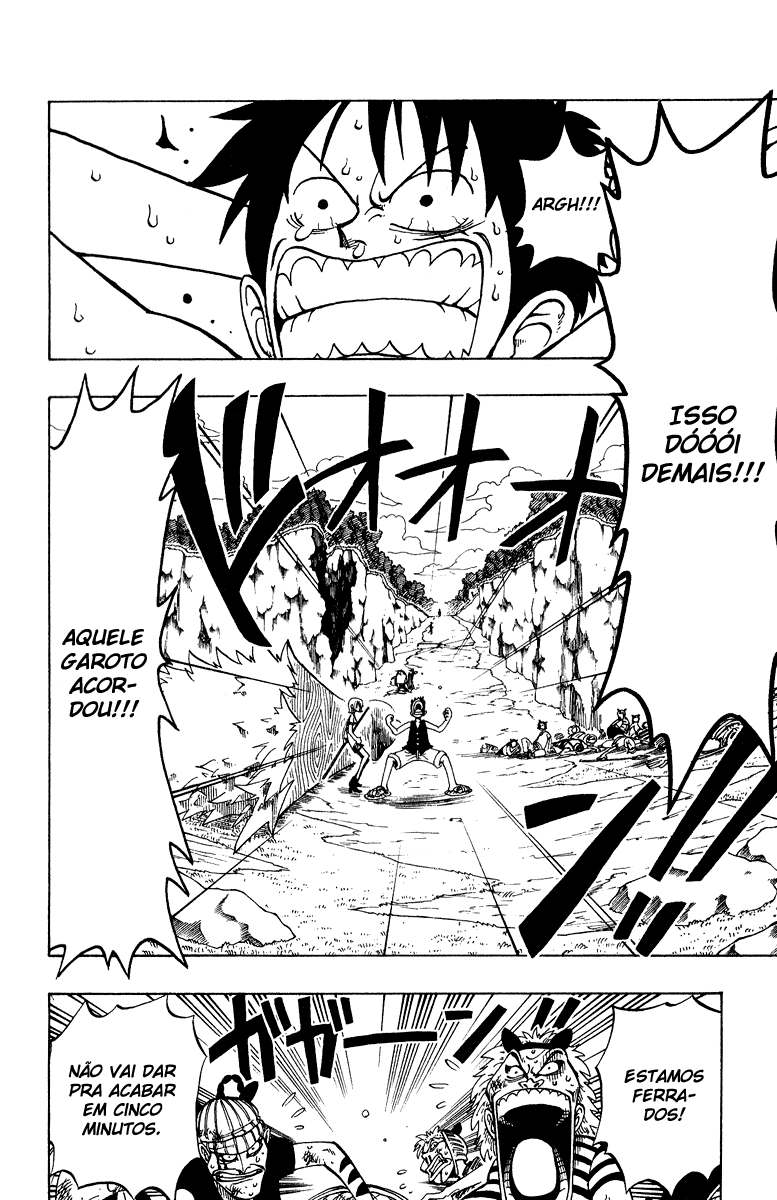 ARGH!!!
ISSO
DÓÓÓI
DEMAIS!!!
ドオオオ
ン!!
AQUELE
GAROTO
ACOR-
DOU!!!
ESTAMOS
FERRA-
DOS!
ガガーン
NÃO VAI DAR
PRA ACABAR
EM CINCO
MINUTOS.